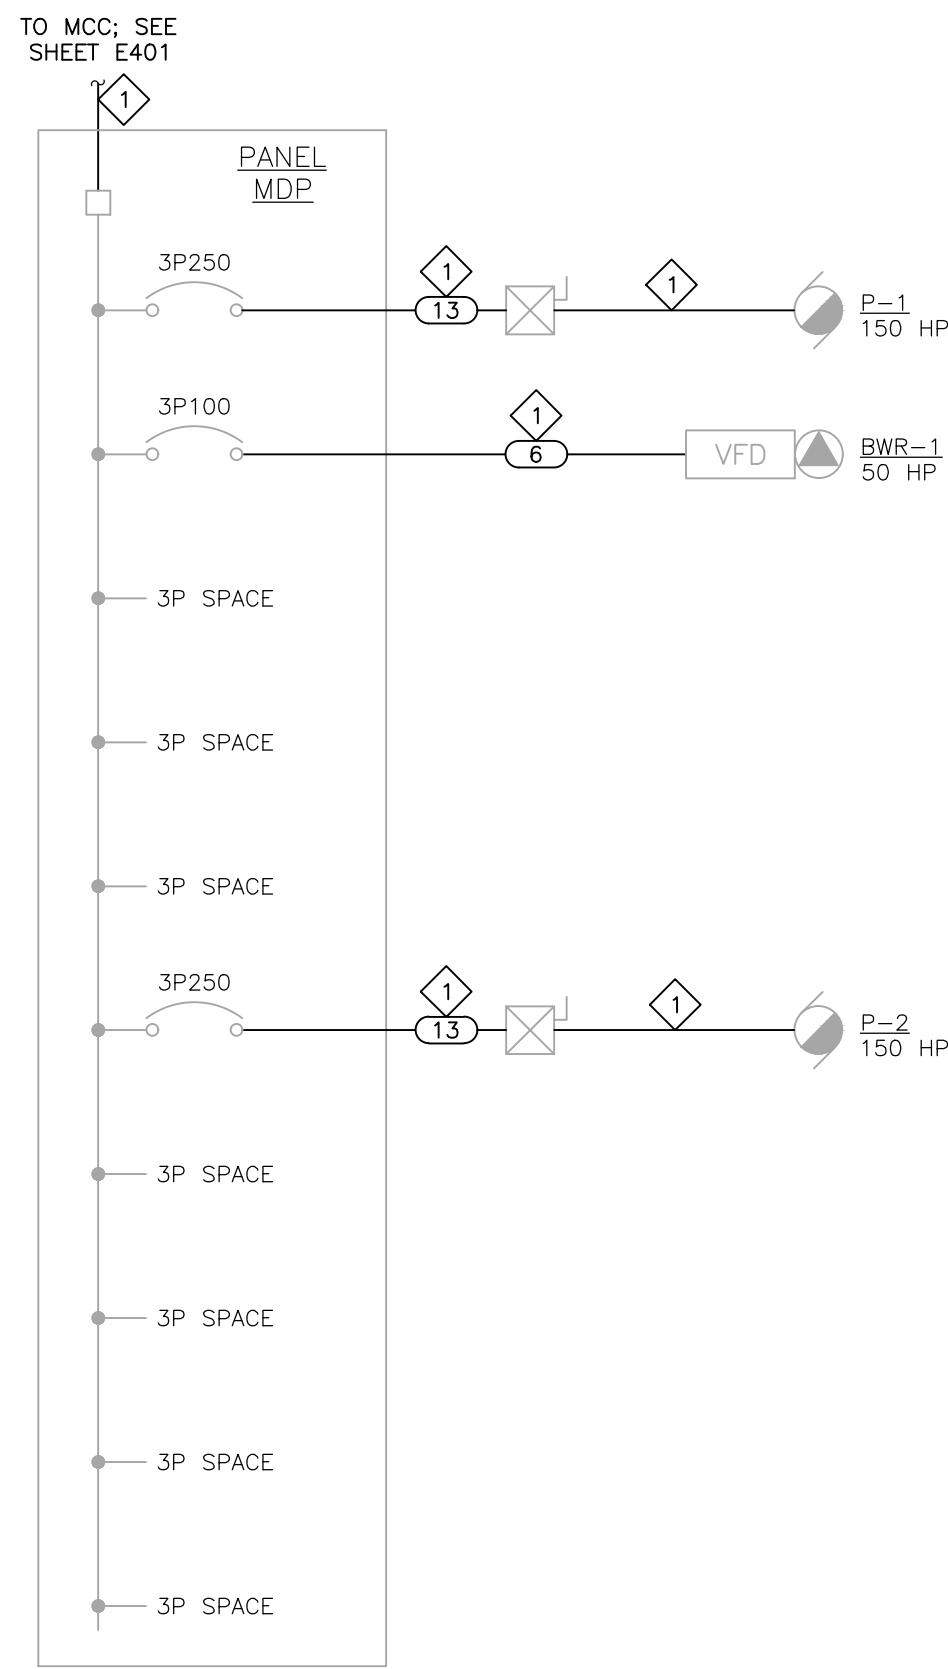 TO MCC; SEE
SHEET E401
1
PANEL
MDP
3P250
1
13
1
P-1
150 HP
3P100
1
6
VFD
BWR-1
50 HP
3P SPACE
3P SPACE
3P SPACE
3P250
1
13
1
P-2
150 HP
3P SPACE
3P SPACE
3P SPACE
3P SPACE